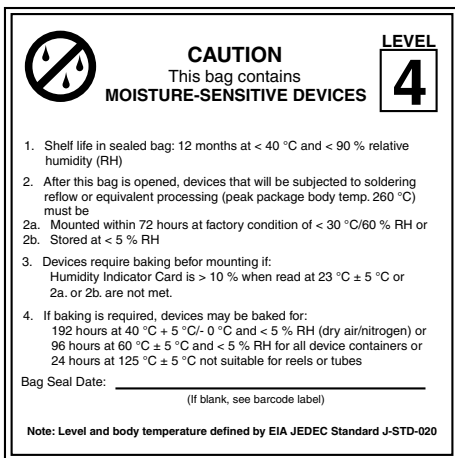 LEVEL
CAUTION
This bag contains
MOISTURE-SENSITIVE DEVICES
4
1. Shelf life in sealed bag: 12 months at < 40 °C and < 90 % relative
humidity (RH)
2. After this bag is opened, devices that will be subjected to soldering
reflow or equivalent processing (peak package body temp. 260 °C)
must be
2a. Mounted within 72 hours at factory condition of < 30 °C/60 % RH or
2b. Stored at < 5 % RH
3. Devices require baking befor mounting if:
Humidity Indicator Card is > 10 % when read at 23 °C ± 5 °C or
2a. or 2b. are not met.
4. If baking is required, devices may be baked for:
192 hours at 40 °C + 5 °C/- 0 °C and < 5 % RH (dry air/nitrogen) or
96 hours at 60 °C ± 5 °C and < 5 % RH for all device containers or
24 hours at 125 °C ± 5 °C not suitable for reels or tubes
Bag Seal Date:
(If blank, see barcode label)
Note: Level and body temperature defined by EIA JEDEC Standard J-STD-020